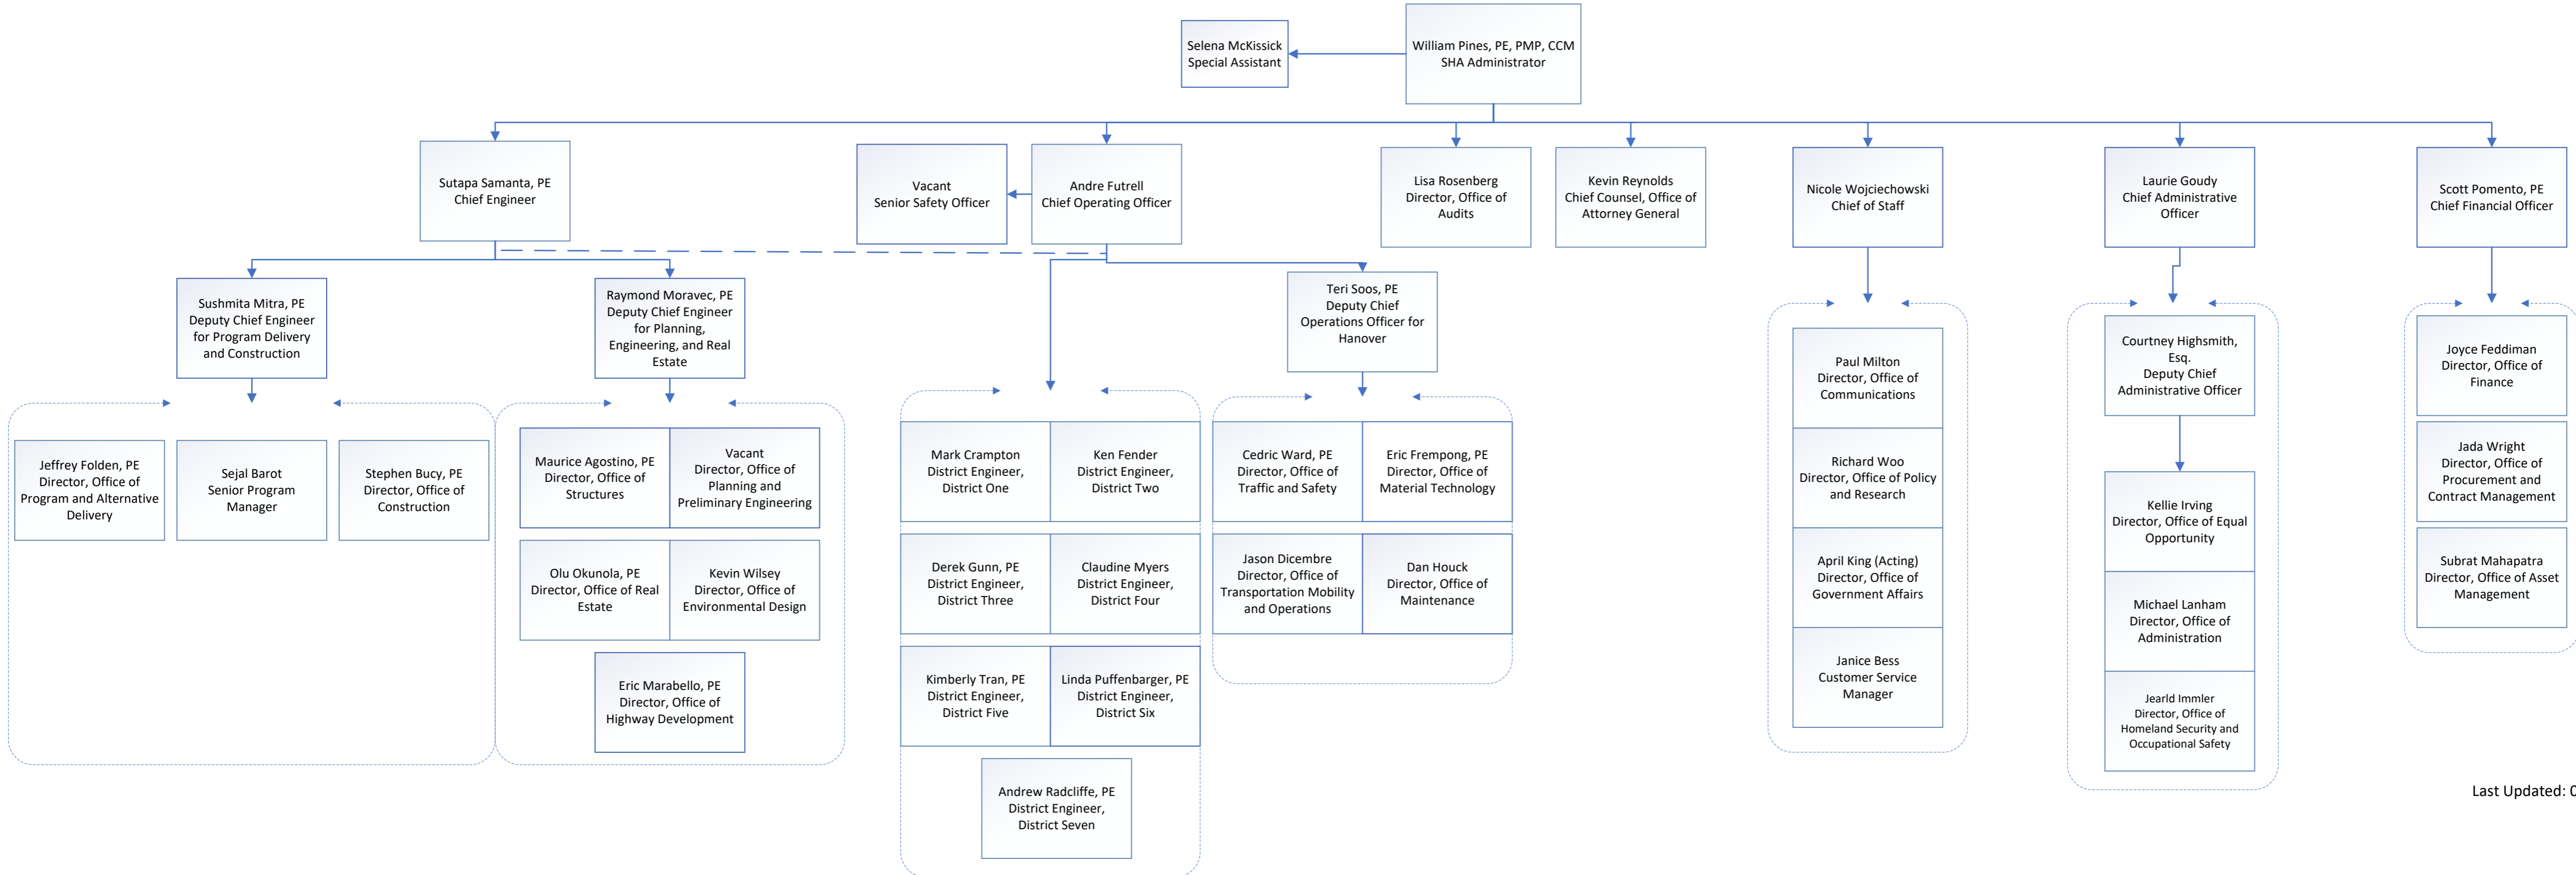 Selena McKissick
Special Assistant
William Pines, PE, PMP, CCM
SHA Administrator
Sutapa Samanta, PE
Chief Engineer
Vacant
Senior Safety Officer
Andre Futrell
Chief Operating Officer
Lisa Rosenberg
Director, Office of
Audits
Kevin Reynolds
Chief Counsel, Office of
Attorney General
Nicole Wojciechowski
Chief of Staff
Laurie Goudy
Chief Administrative
Officer
Scott Pomento, PE
Chief Financial Officer
Sushmita Mitra, PE
Deputy Chief Engineer
for Program Delivery
and Construction
Raymond Moravec, PE
Deputy Chief Engineer
for Planning,
Engineering, and Real
Estate
Teri Soos, PE
Deputy Chief
Operations Officer for
Hanover
Jeffrey Folden, PE
Director, Office of
Program and Alternative
Delivery
Sejal Barot
Senior Program
Manager
Stephen Bucy, PE
Director, Office of
Construction
Maurice Agostino, PE
Director, Office of
Structures
Vacant
Director, Office of
Planning and
Preliminary Engineering
Olu Okunola, PE
Director, Office of Real
Estate
Kevin Wilsey
Director, Office of
Environmental Design
Eric Marabello, PE
Director, Office of
Highway Development
Mark Crampton
District Engineer,
District One
Ken Fender
District Engineer,
District Two
Derek Gunn, PE
District Engineer,
District Three
Claudine Myers
District Engineer,
District Four
Kimberly Tran, PE
District Engineer,
District Five
Linda Puffenbarger, PE
District Engineer,
District Six
Andrew Radcliffe, PE
District Engineer,
District Seven
Cedric Ward, PE
Director, Office of
Traffic and Safety
Eric Frempong, PE
Director, Office of
Material Technology
Jason Dicembre
Director, Office of
Transportation Mobility
and Operations
Dan Houck
Director, Office of
Maintenance
Paul Milton
Director, Office of
Communications
Richard Woo
Director, Office of Policy
and Research
April King (Acting)
Director, Office of
Government Affairs
Janice Bess
Customer Service
Manager
Courtney Highsmith,
Esq.
Deputy Chief
Administrative Officer
Kellie Irving
Director, Office of Equal
Opportunity
Michael Lanham
Director, Office of
Administration
Jearld Immler
Director, Office of
Homeland Security and
Occupational Safety
Joyce Feddiman
Director, Office of
Finance
Jada Wright
Director, Office of
Procurement and
Contract Management
Subrat Mahapatra
Director, Office of Asset
Management
Last Updated: 0